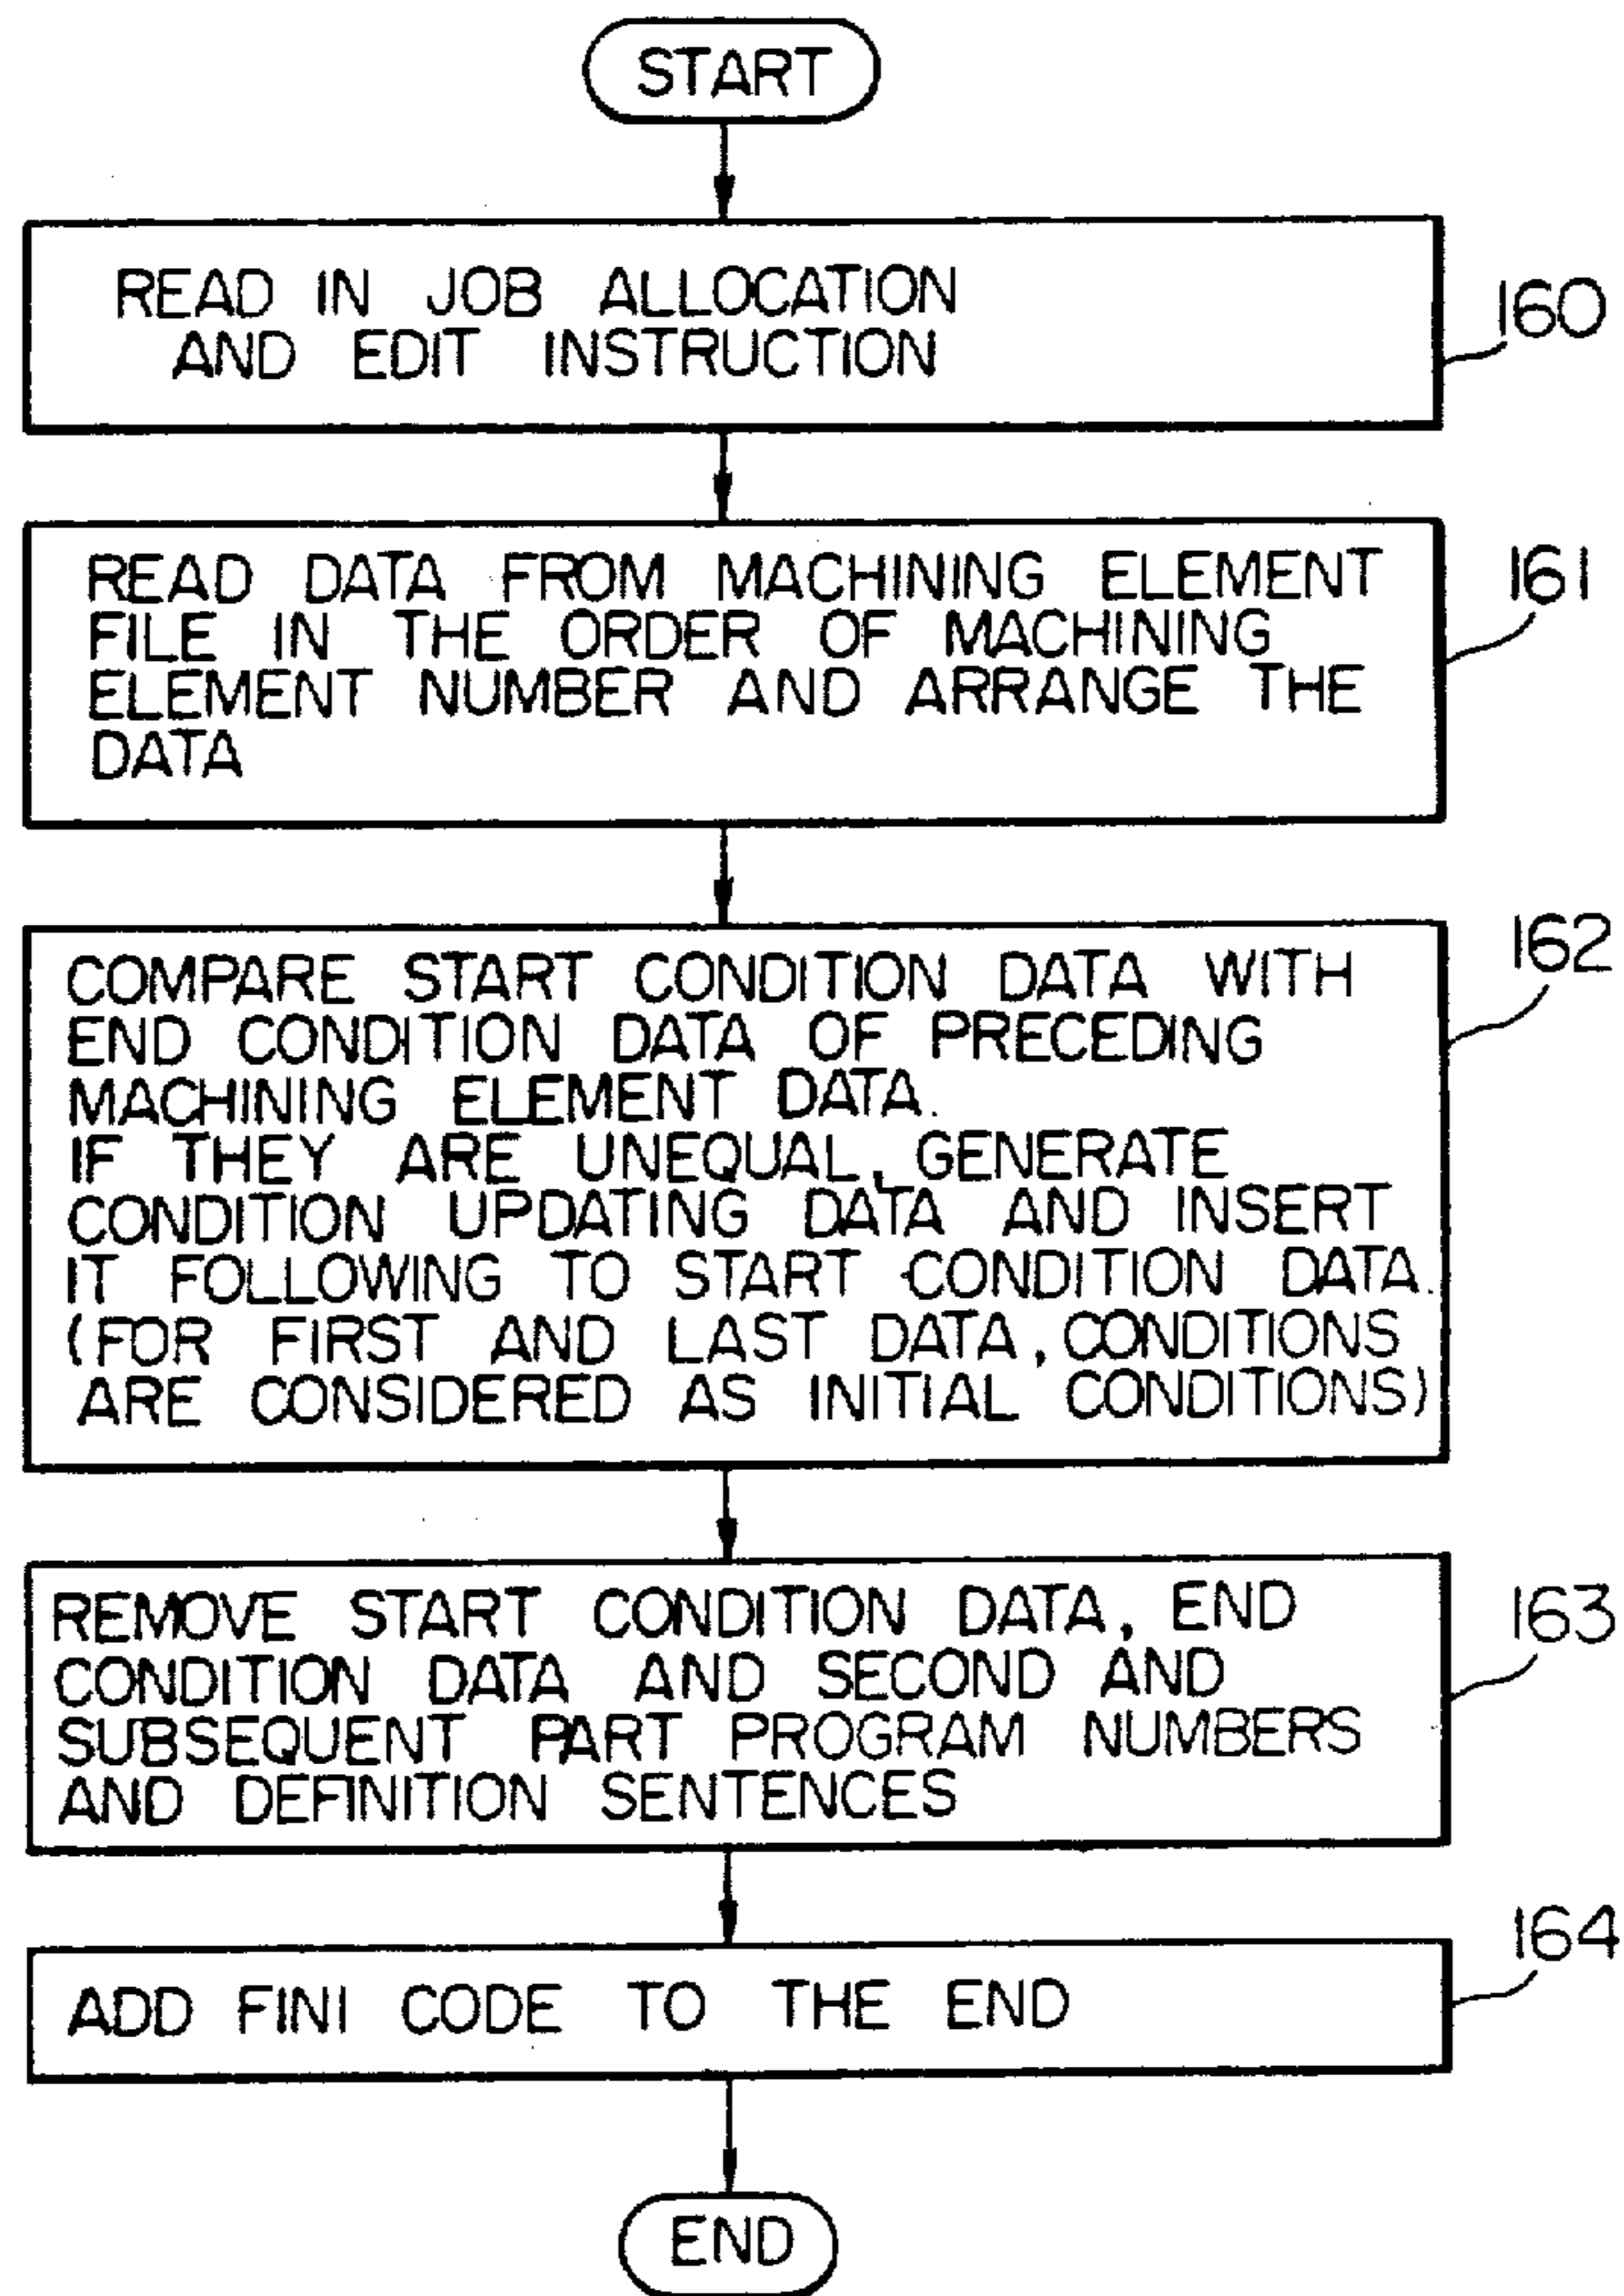 START
READ IN JOB ALLOCATION
AND EDIT INSTRUCTION
160
READ DATA FROM MACHINING ELEMENT
FILE IN THE ORDER OF MACHINING
ELEMENT NUMBER AND ARRANGE THE
DATA
161
COMPARE START CONDITION DATA WITH
END CONDITION DATA OF PRECEDING
MACHINING ELEMENT DATA.
IF THEY ARE UNEQUAL, GENERATE
CONDITION UPDATING DATA AND INSERT
IT FOLLOWING TO START CONDITION DATA.
(FOR FIRST AND LAST DATA, CONDITIONS
ARE CONSIDERED AS INITIAL CONDITIONS)
162
REMOVE START CONDITION DATA, END
CONDITION DATA AND SECOND AND
SUBSEQUENT PART PROGRAM NUMBERS
AND DEFINITION SENTENCES
163
ADD FINI CODE TO THE END
164
END